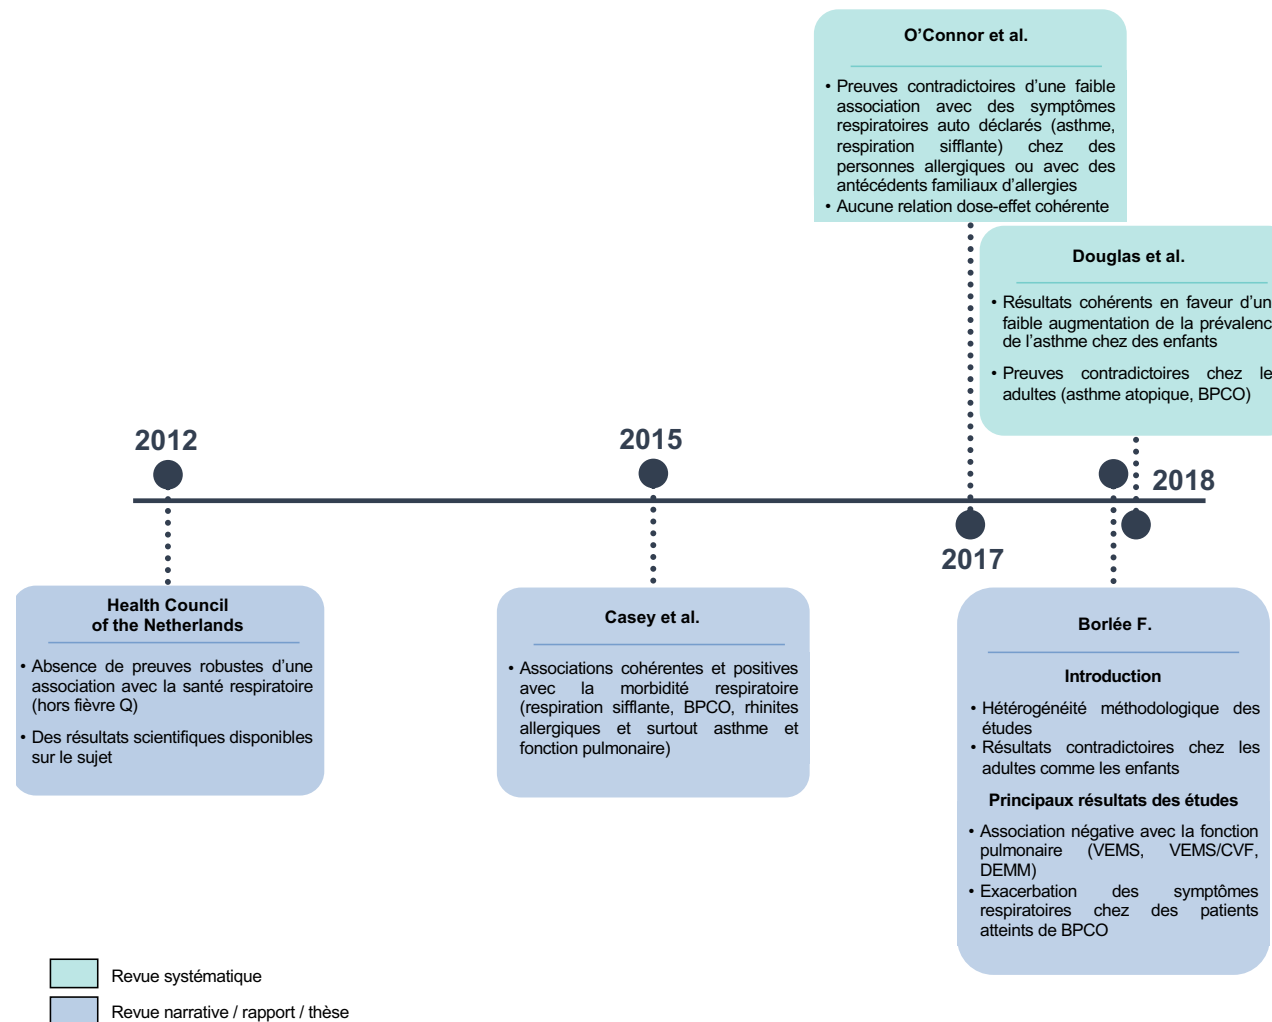 O’Connor et al.
• Preuves contradictoires d’une faible
association avec des symptômes
respiratoires auto déclarés (asthme,
respiration sifflante) chez des
personnes allergiques ou avec des
antécédents familiaux d’allergies
• Aucune relation dose-effet cohérente
Douglas et al.
• Résultats cohérents en faveur d’un
faible augmentation de la prévalenc
de l’asthme chez des enfants
• Preuves contradictoires chez le
adultes (asthme atopique, BPCO)
2012
2015
2018
2017
Health Council
of the Netherlands
• Absence de preuves robustes d’une
association avec la santé respiratoire
(hors fièvre Q)
• Des résultats scientifiques disponibles
sur le sujet
Casey et al.
• Associations cohérentes et positives
avec la morbidité respiratoire
(respiration sifflante, BPCO, rhinites
allergiques et surtout asthme et
fonction pulmonaire)
Borlée F.
Introduction
• Hétérogénéité méthodologique des
études
• Résultats contradictoires chez les
adultes comme les enfants
Principaux résultats des études
• Association négative avec la fonction
pulmonaire (VEMS, VEMS/CVF,
DEMM)
• Exacerbation des symptômes
respiratoires chez des patients
atteints de BPCO
Revue systématique
Revue narrative / rapport / thèse